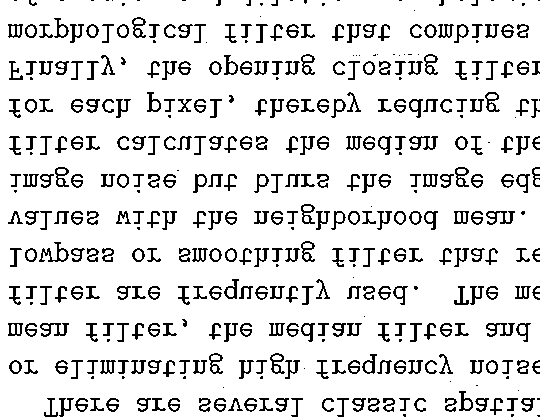 There are several classic spatial
or eliminating high frequency noise
mean filter, the median filter and
filter are frequently used. The me
lowpass or smoothing filter that re
values with the neighborhood mean.
image noise but blurs the image edg
filter calculates the median of the
for each pixel, thereby reducing th
Finally, the opening closing filter
morphological filter that combines